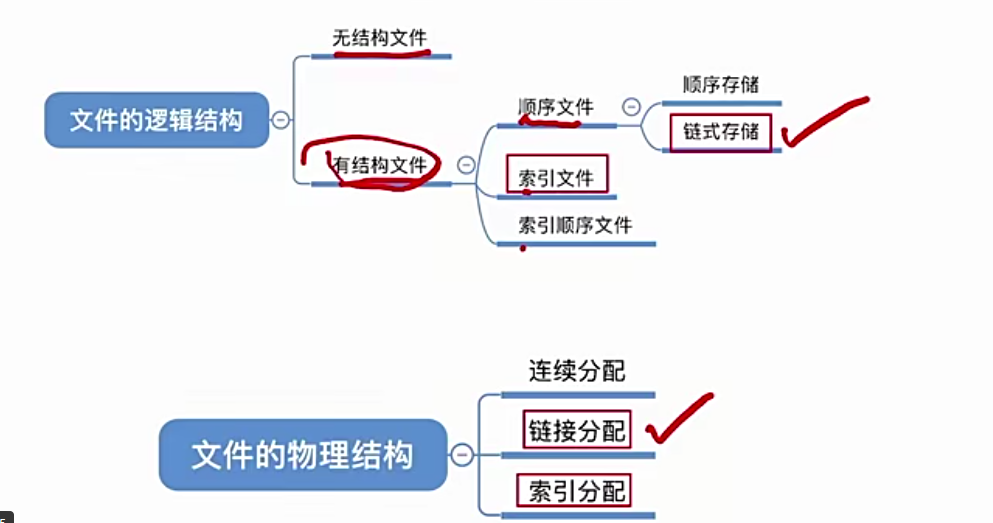 无结构文件
文件的逻辑结构
有结构文件
顺序文件
顺序存储
链式存储
索引文件
索引顺序文件
文件的物理结构
连续分配
链接分配
索引分配